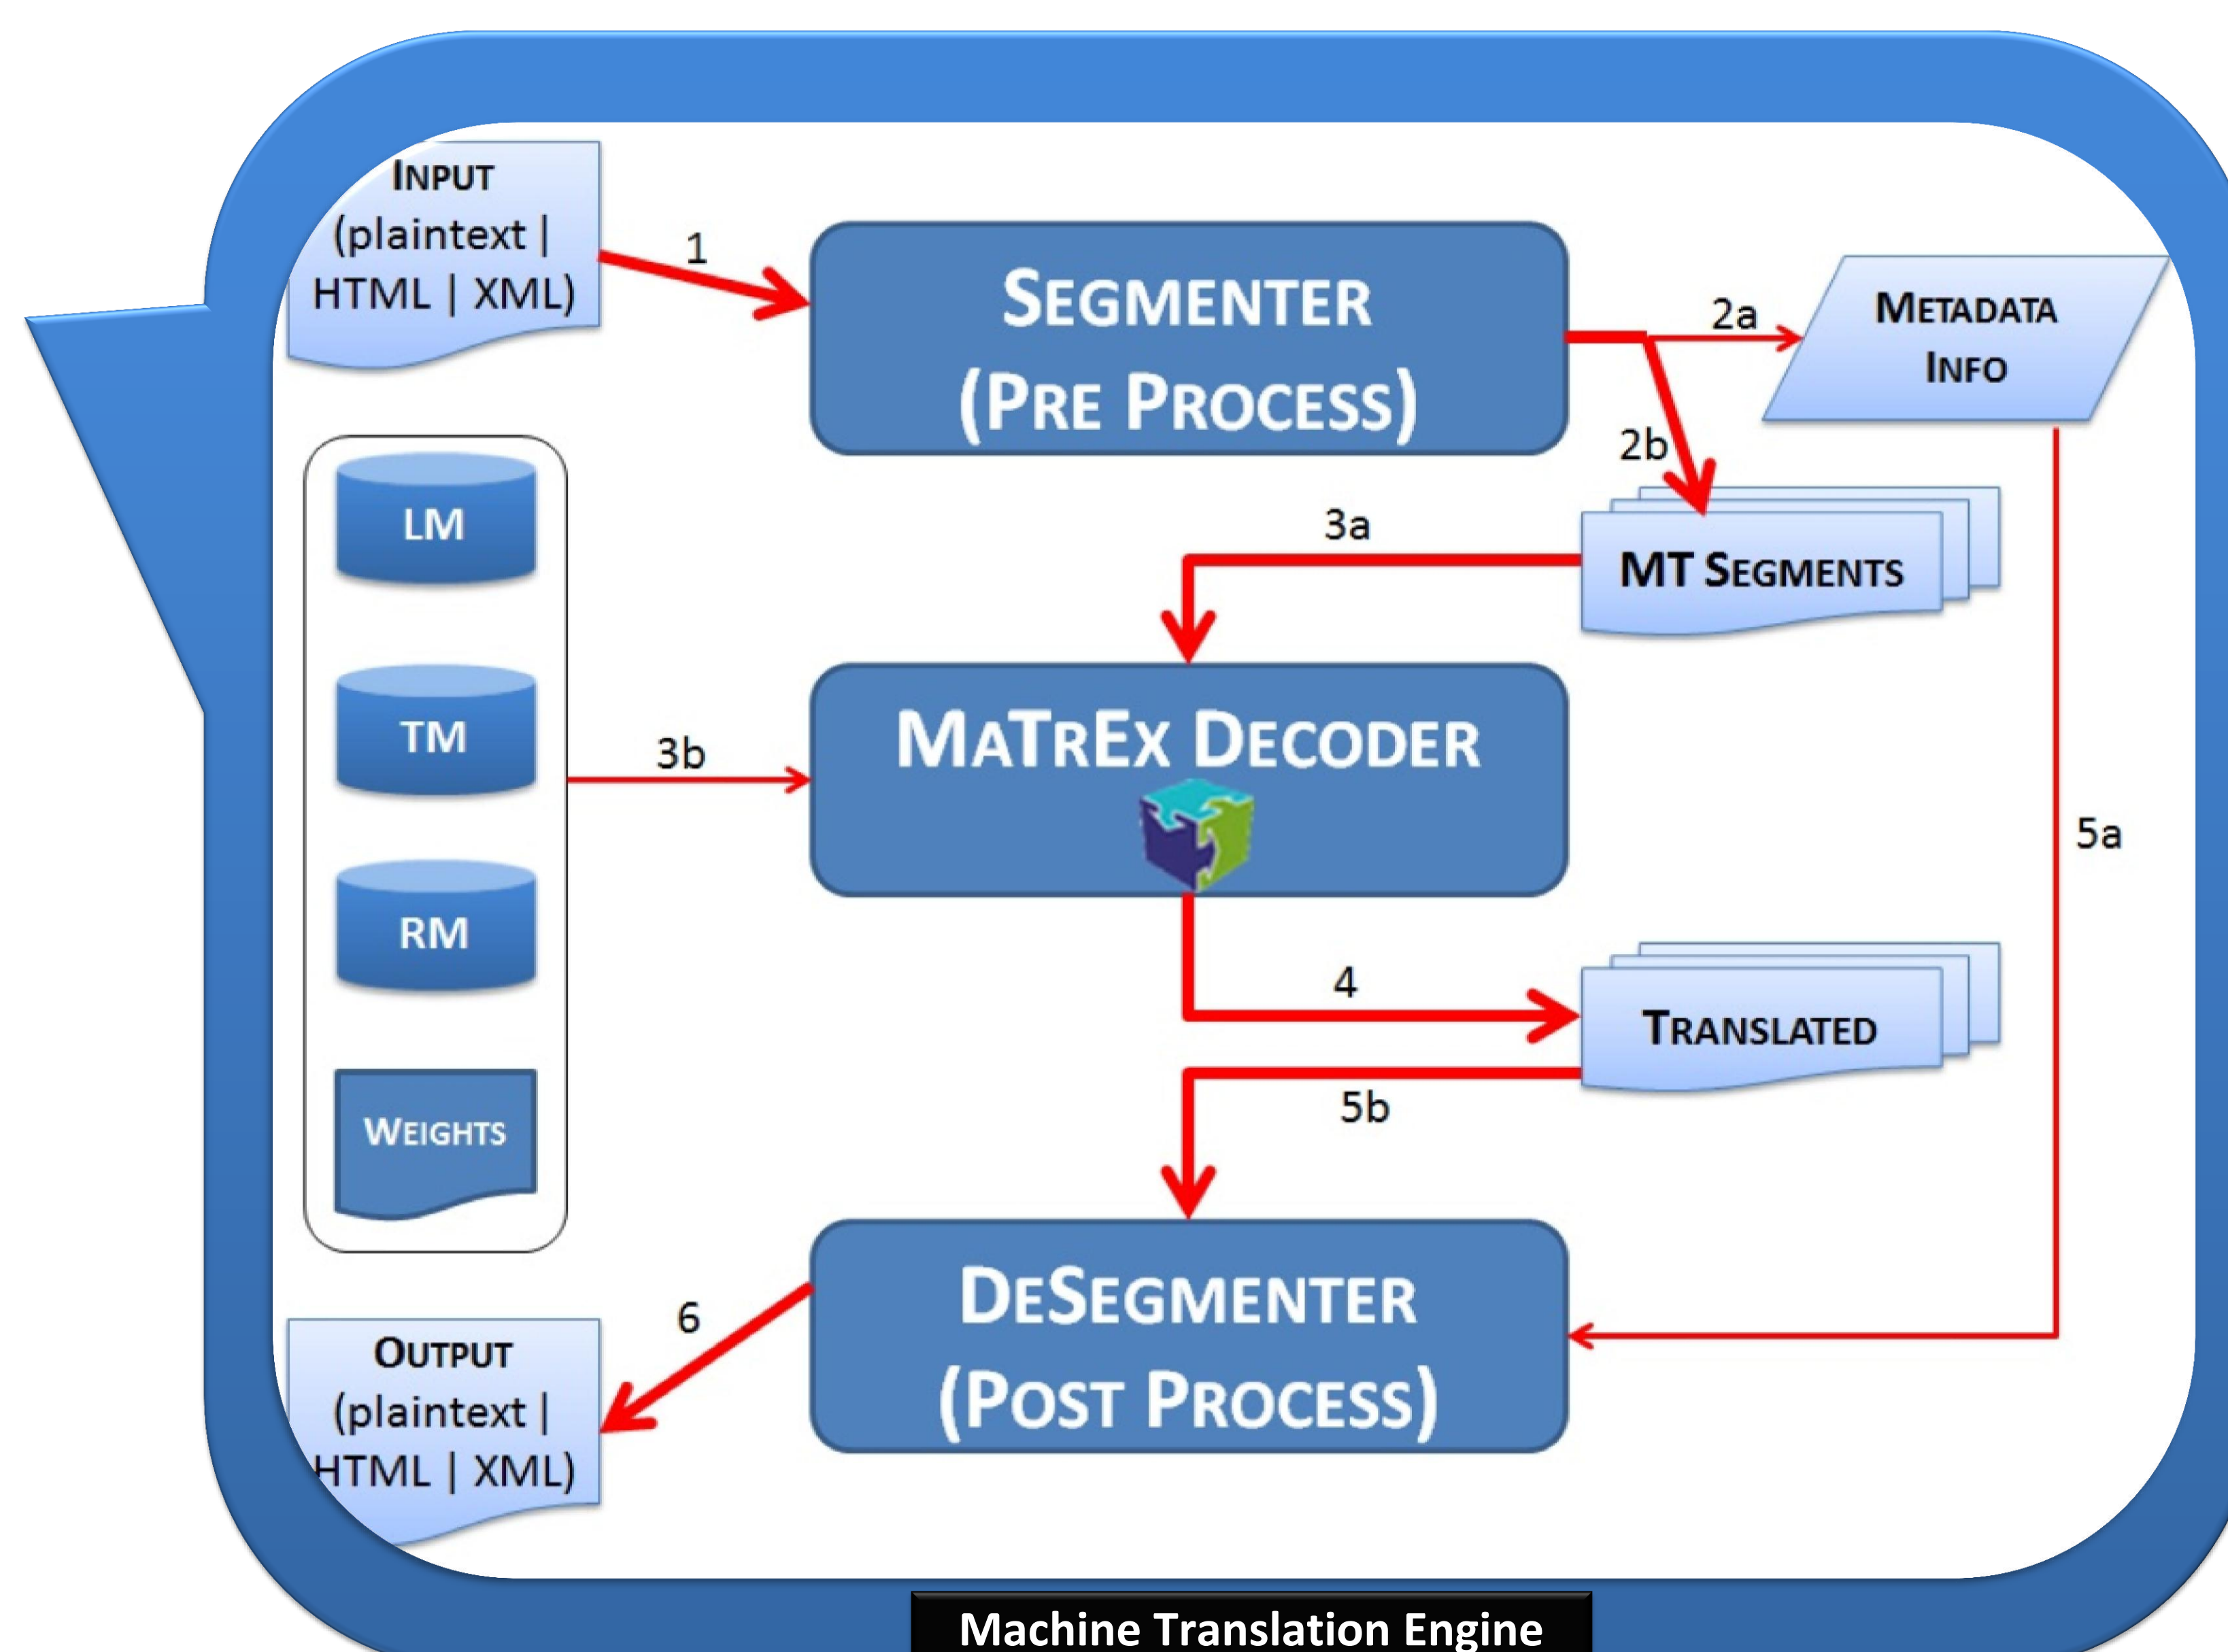 INPUT
(plaintext |
HTML | XML)
1
SEGMENTER
(PRE PROCESS)
2a
METADATA
INFO
2b
MT SEGMENTS
3a
LM
TM
RM
WEIGHTS
3b
MATREX DECODER
4
TRANSLATED
5a
5b
DESEGMENTER
(POST PROCESS)
6
OUTPUT
(plaintext |
HTML | XML)
Machine Translation Engine